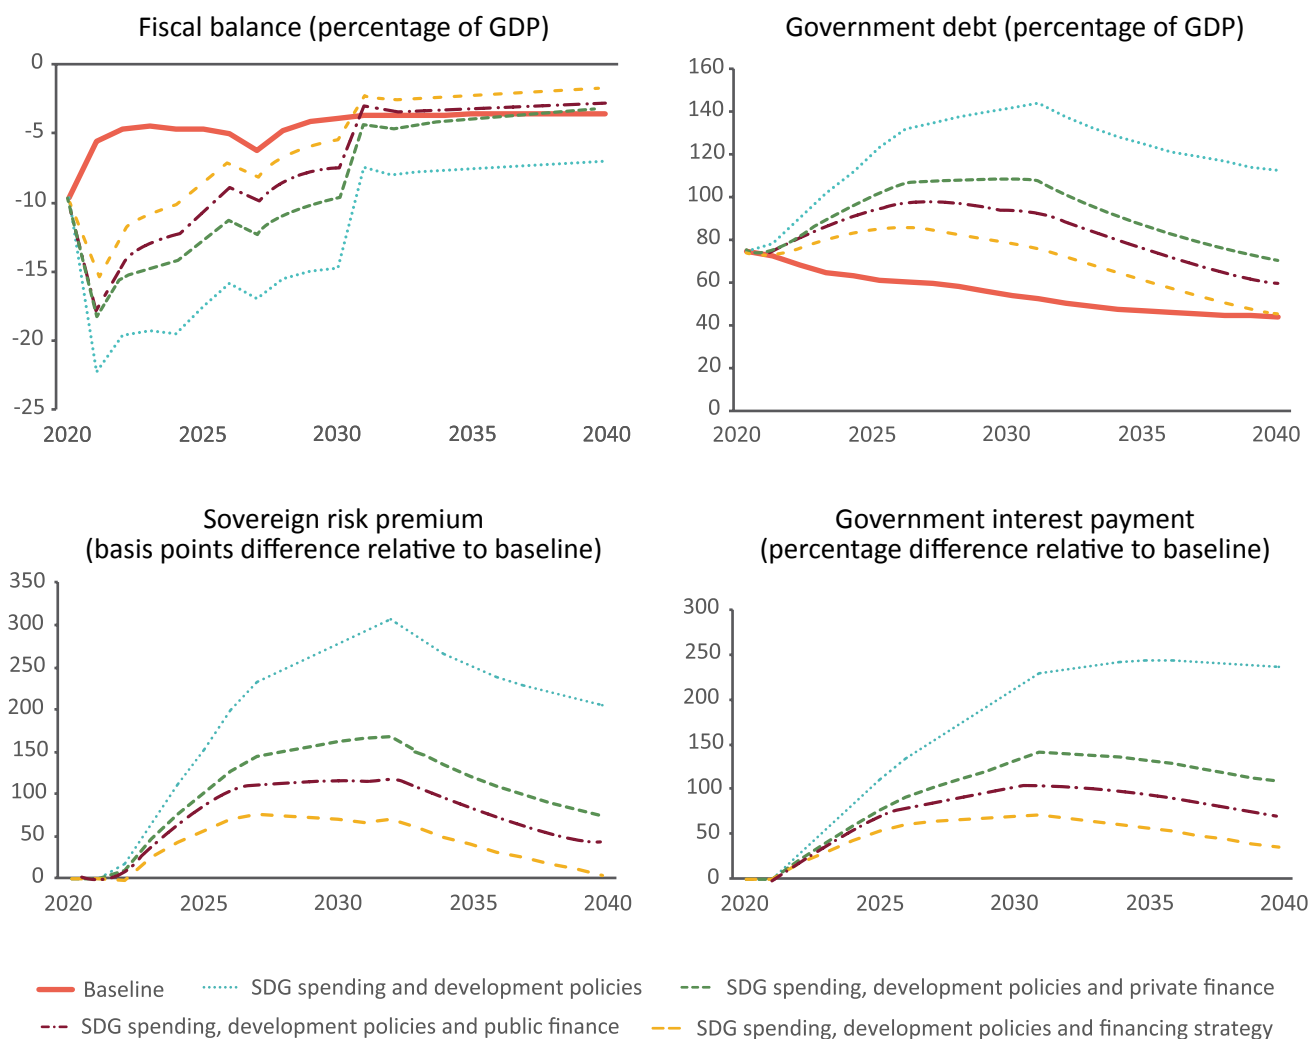 Fiscal balance (percentage of GDP)
0
-5
-10
-15
-20
-25
2020 2025 2030 2035 2040
Government debt (percentage of GDP)
160
140
120
100
80
60
40
20
0
2020 2025 2030 2035 2040
Sovereign risk premium
(basis points difference relative to baseline)
350
300
250
200
150
100
50
0
2020 2025 2030 2035 2040
Government interest payment
(percentage difference relative to baseline)
300
250
200
150
100
50
0
2020 2025 2030 2035 2040
Baseline SDG spending and development policies SDG spending, development policies and private finance
SDG spending, development policies and public finance SDG spending, development policies and financing strategy